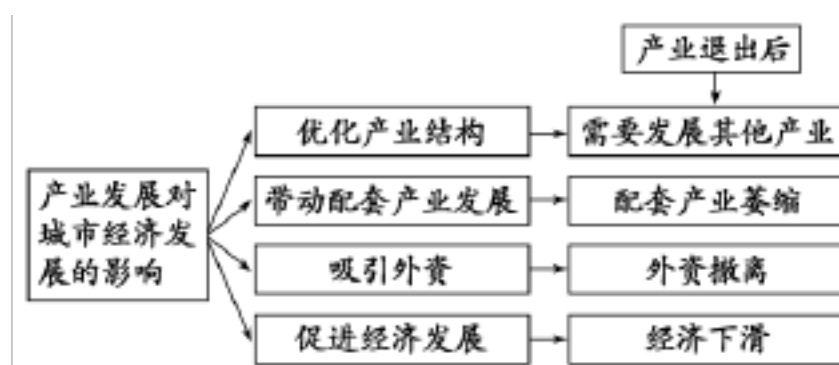 产业退出后
优化产业结构
需要发展其他产业
产业发展对
城市经济发
展的影响
带动配套产业发展
配套产业萎缩
吸引外资
外资撤离
促进经济发展
经济下滑